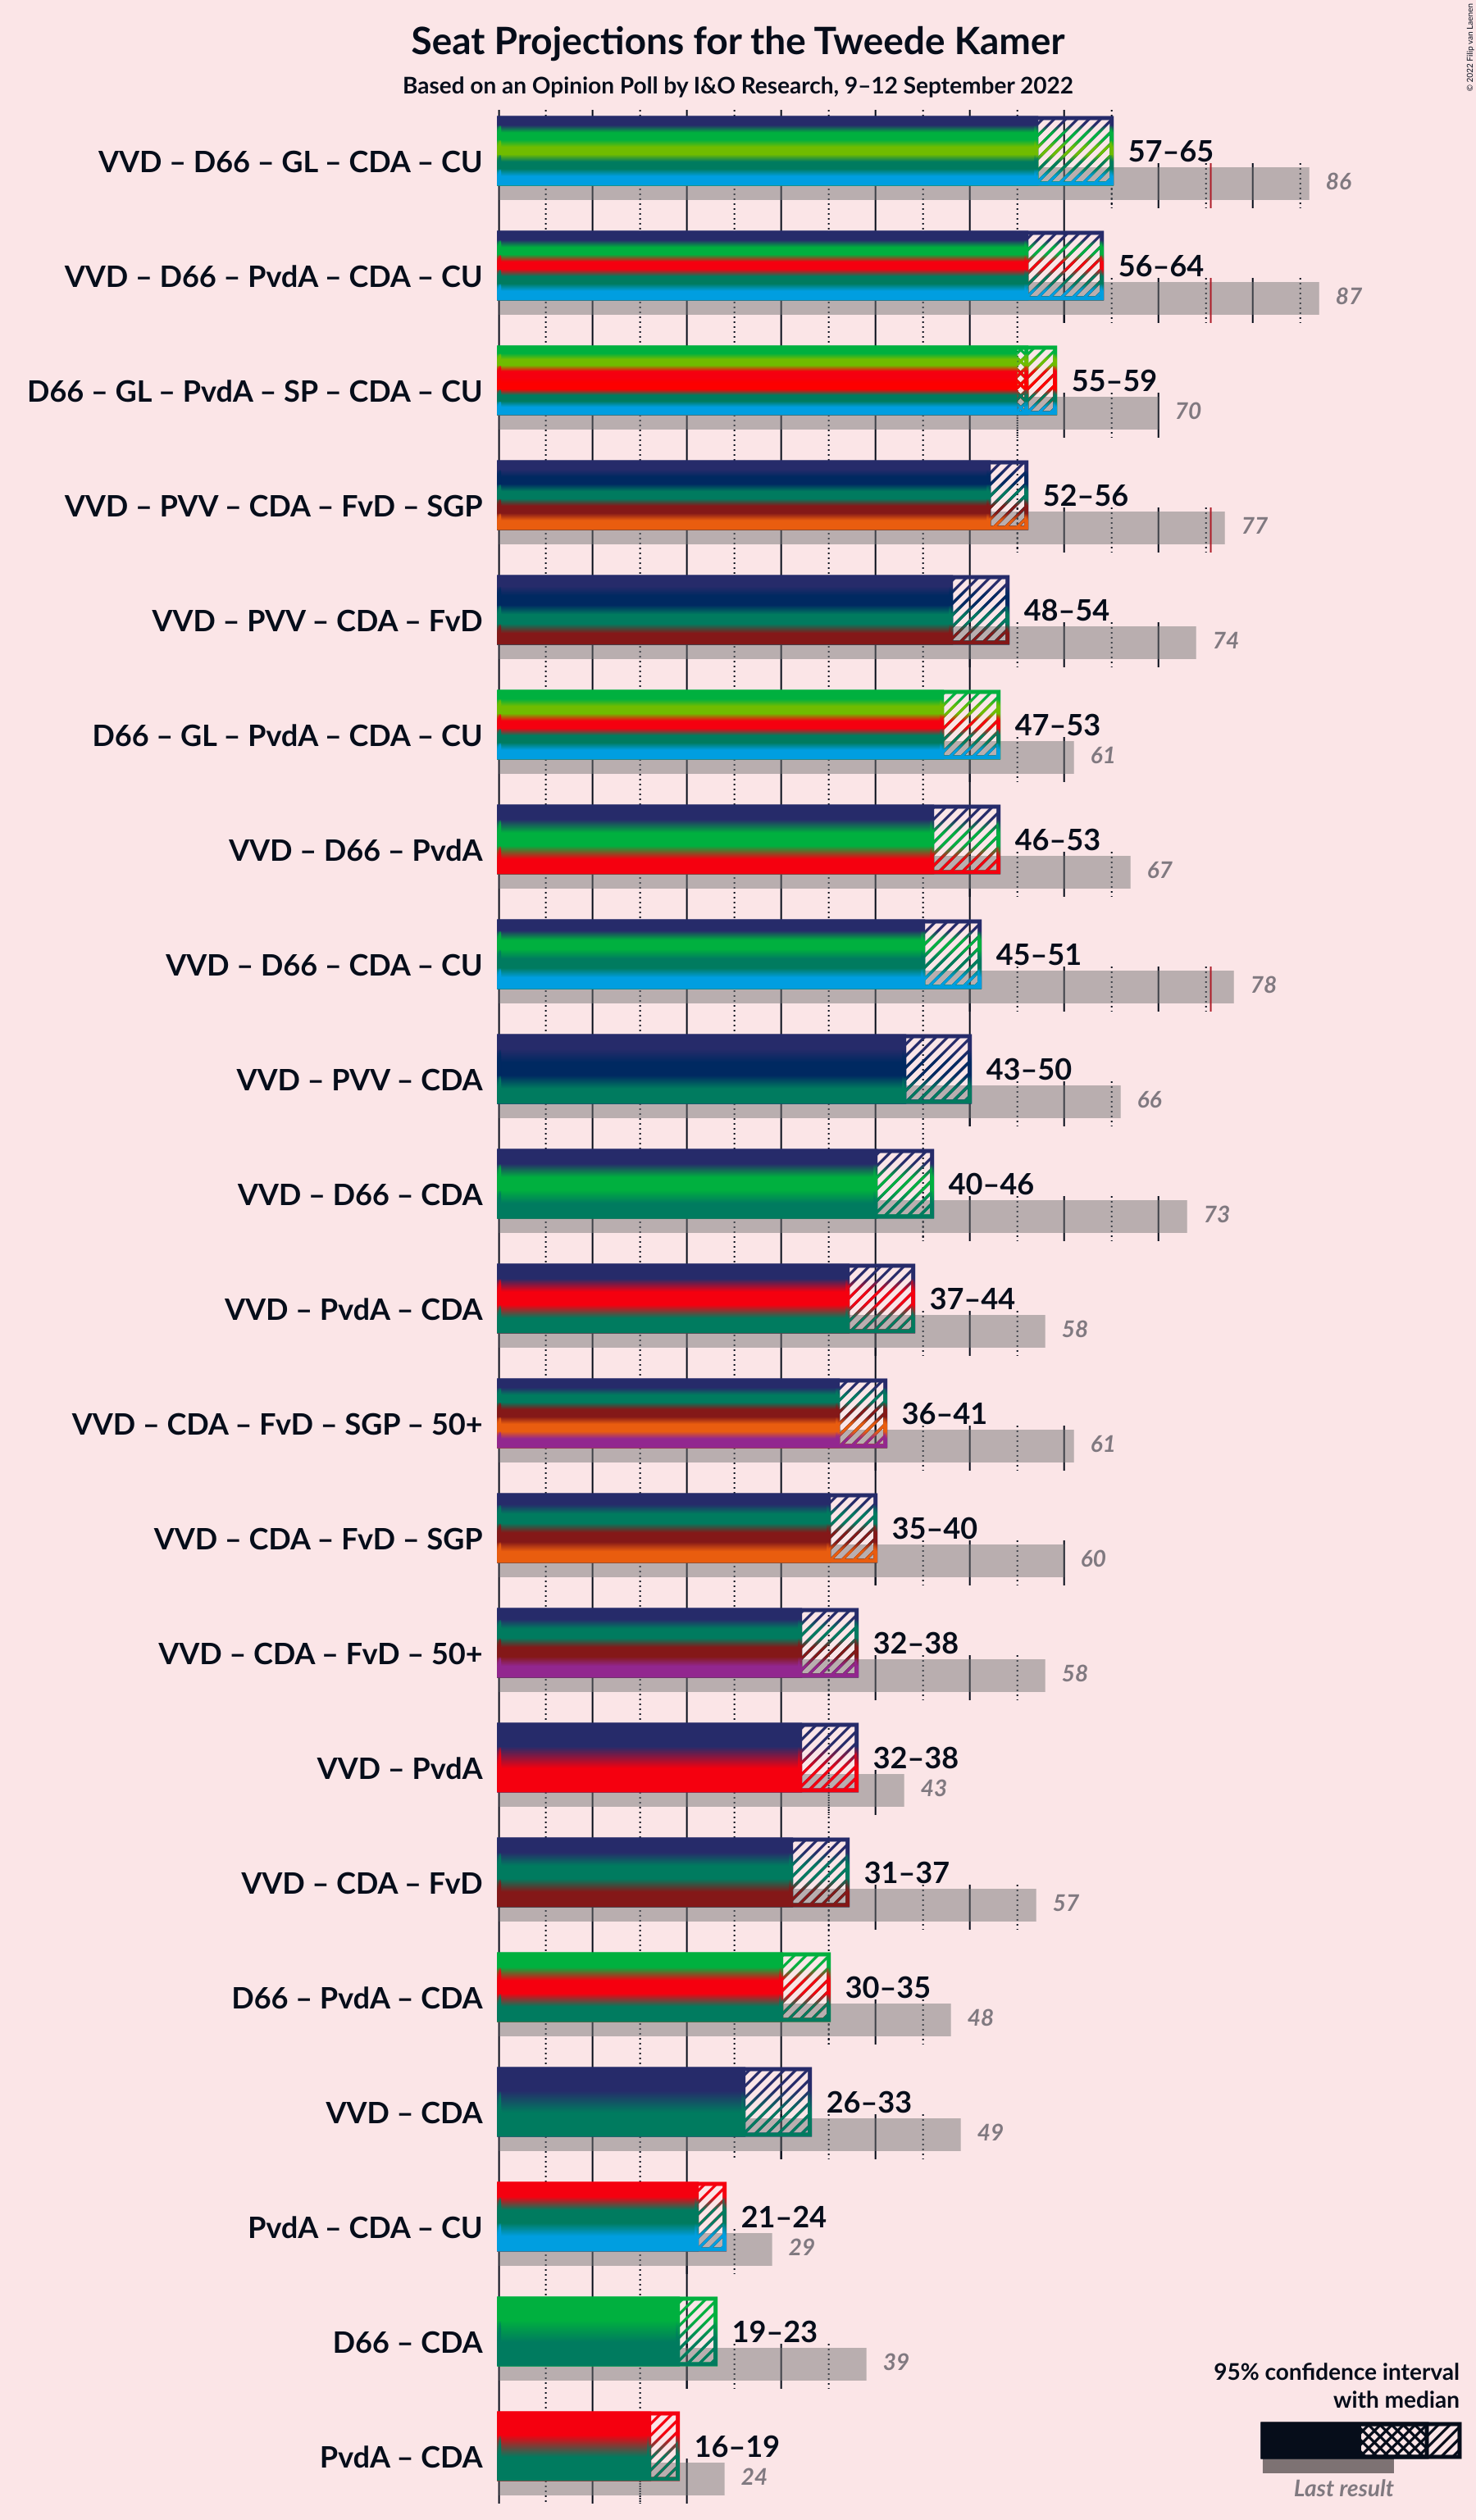 Seat Projections for the Tweede Kamer
Based on an Opinion Poll by I&O Research, 9–12 September 2022
© 2022 Filip van Laenen
VVD – D66 – GL – CDA – CU 57–65 86
VVD – D66 – PvdA – CDA – CU 56–64 87
D66 – GL – PvdA – SP – CDA – CU 55–59 70
VVD – PVV – CDA – FvD – SGP 52–56 77
VVD – PVV – CDA – FvD 48–54 74
D66 – GL – PvdA – CDA – CU 47–53 61
VVD – D66 – PvdA 46–53 67
VVD – D66 – CDA – CU 45–51 78
VVD – PVV – CDA 43–50 66
VVD – D66 – CDA 40–46 73
VVD – PvdA – CDA 37–44 58
VVD – CDA – FvD – SGP – 50+ 36–41 61
VVD – CDA – FvD – SGP 35–40 60
VVD – CDA – FvD – 50+ 32–38 58
VVD – PvdA 32–38 43
VVD – CDA – FvD 31–37 57
D66 – PvdA – CDA 30–35 48
VVD – CDA 26–33 49
PvdA – CDA – CU 21–24 29
D66 – CDA 19–23 39
PvdA – CDA 16–19 24
95% confidence interval
with median
Last result